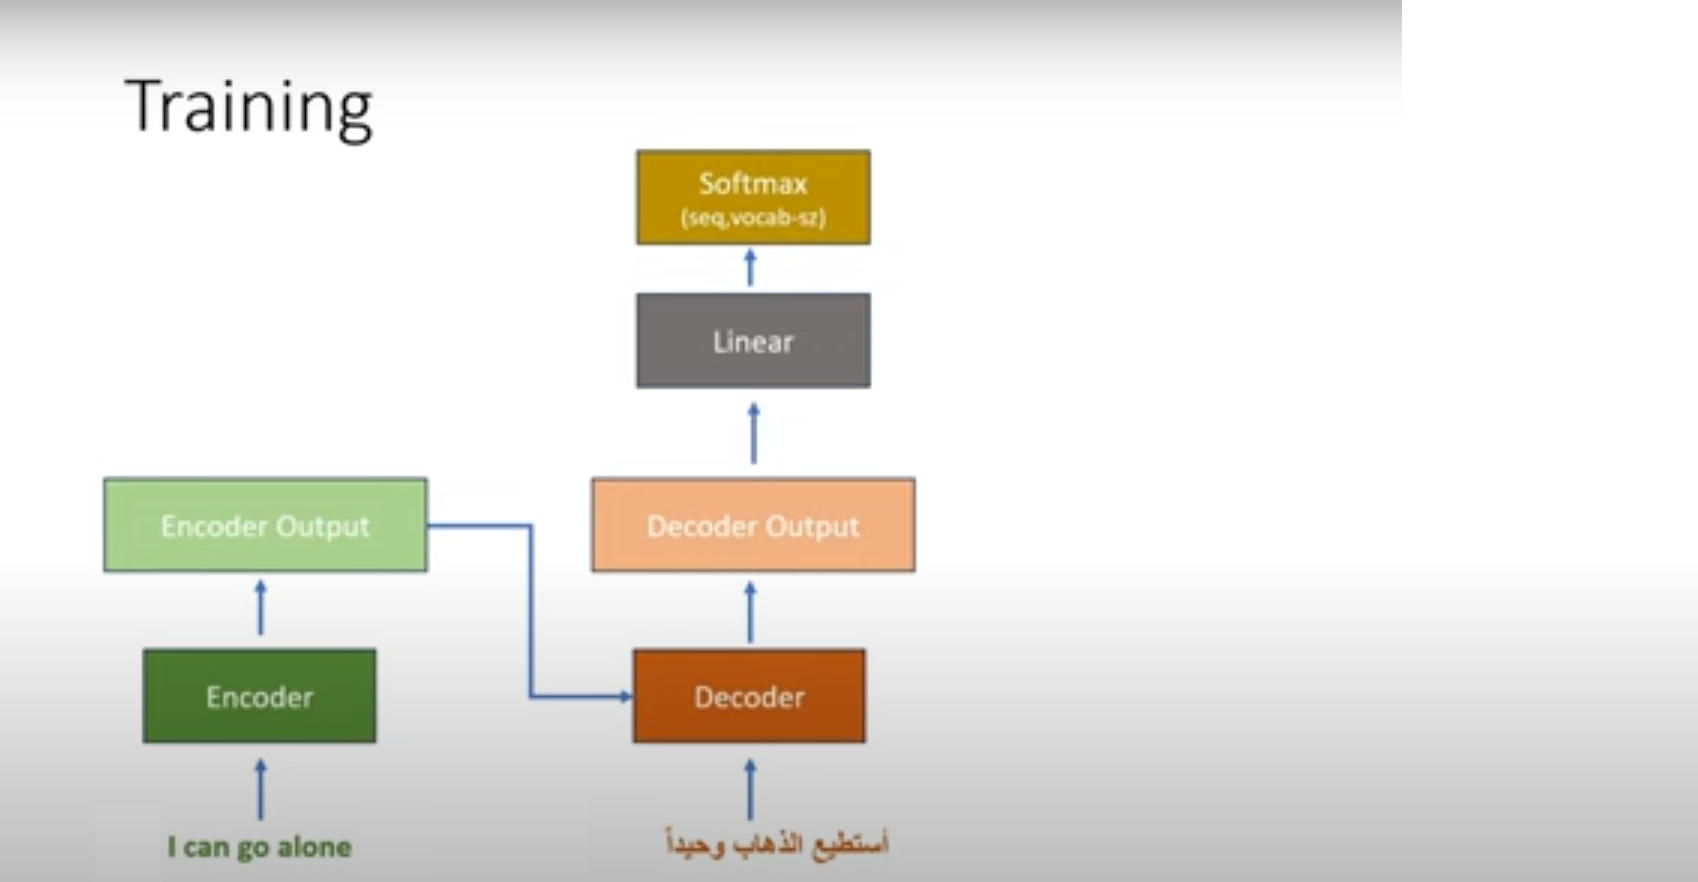 Training
Softmax
(seq,vocab-sz)
Linear
Encoder Output
Decoder Output
Encoder
Decoder
I can go alone
أستطيع الذهاب وحيداً